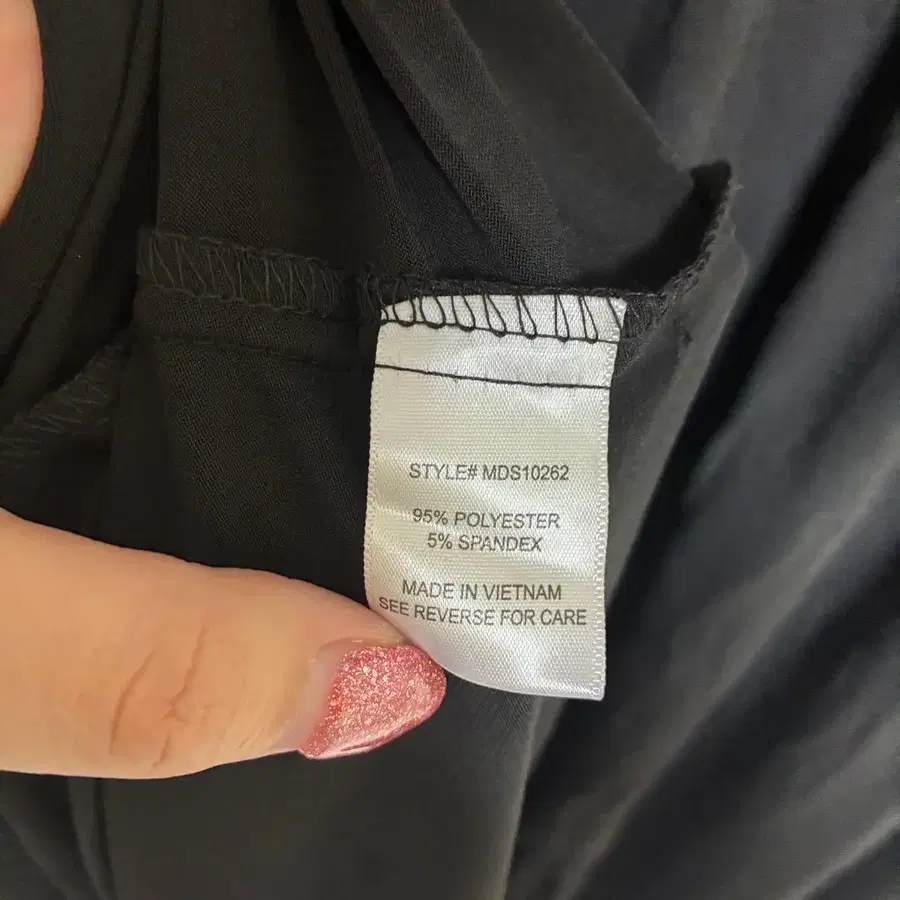 STYLE# MDS10262
95% POLYESTER
5% SPANDEX
MADE IN VIETNAM
SEE REVERSE FOR CARE